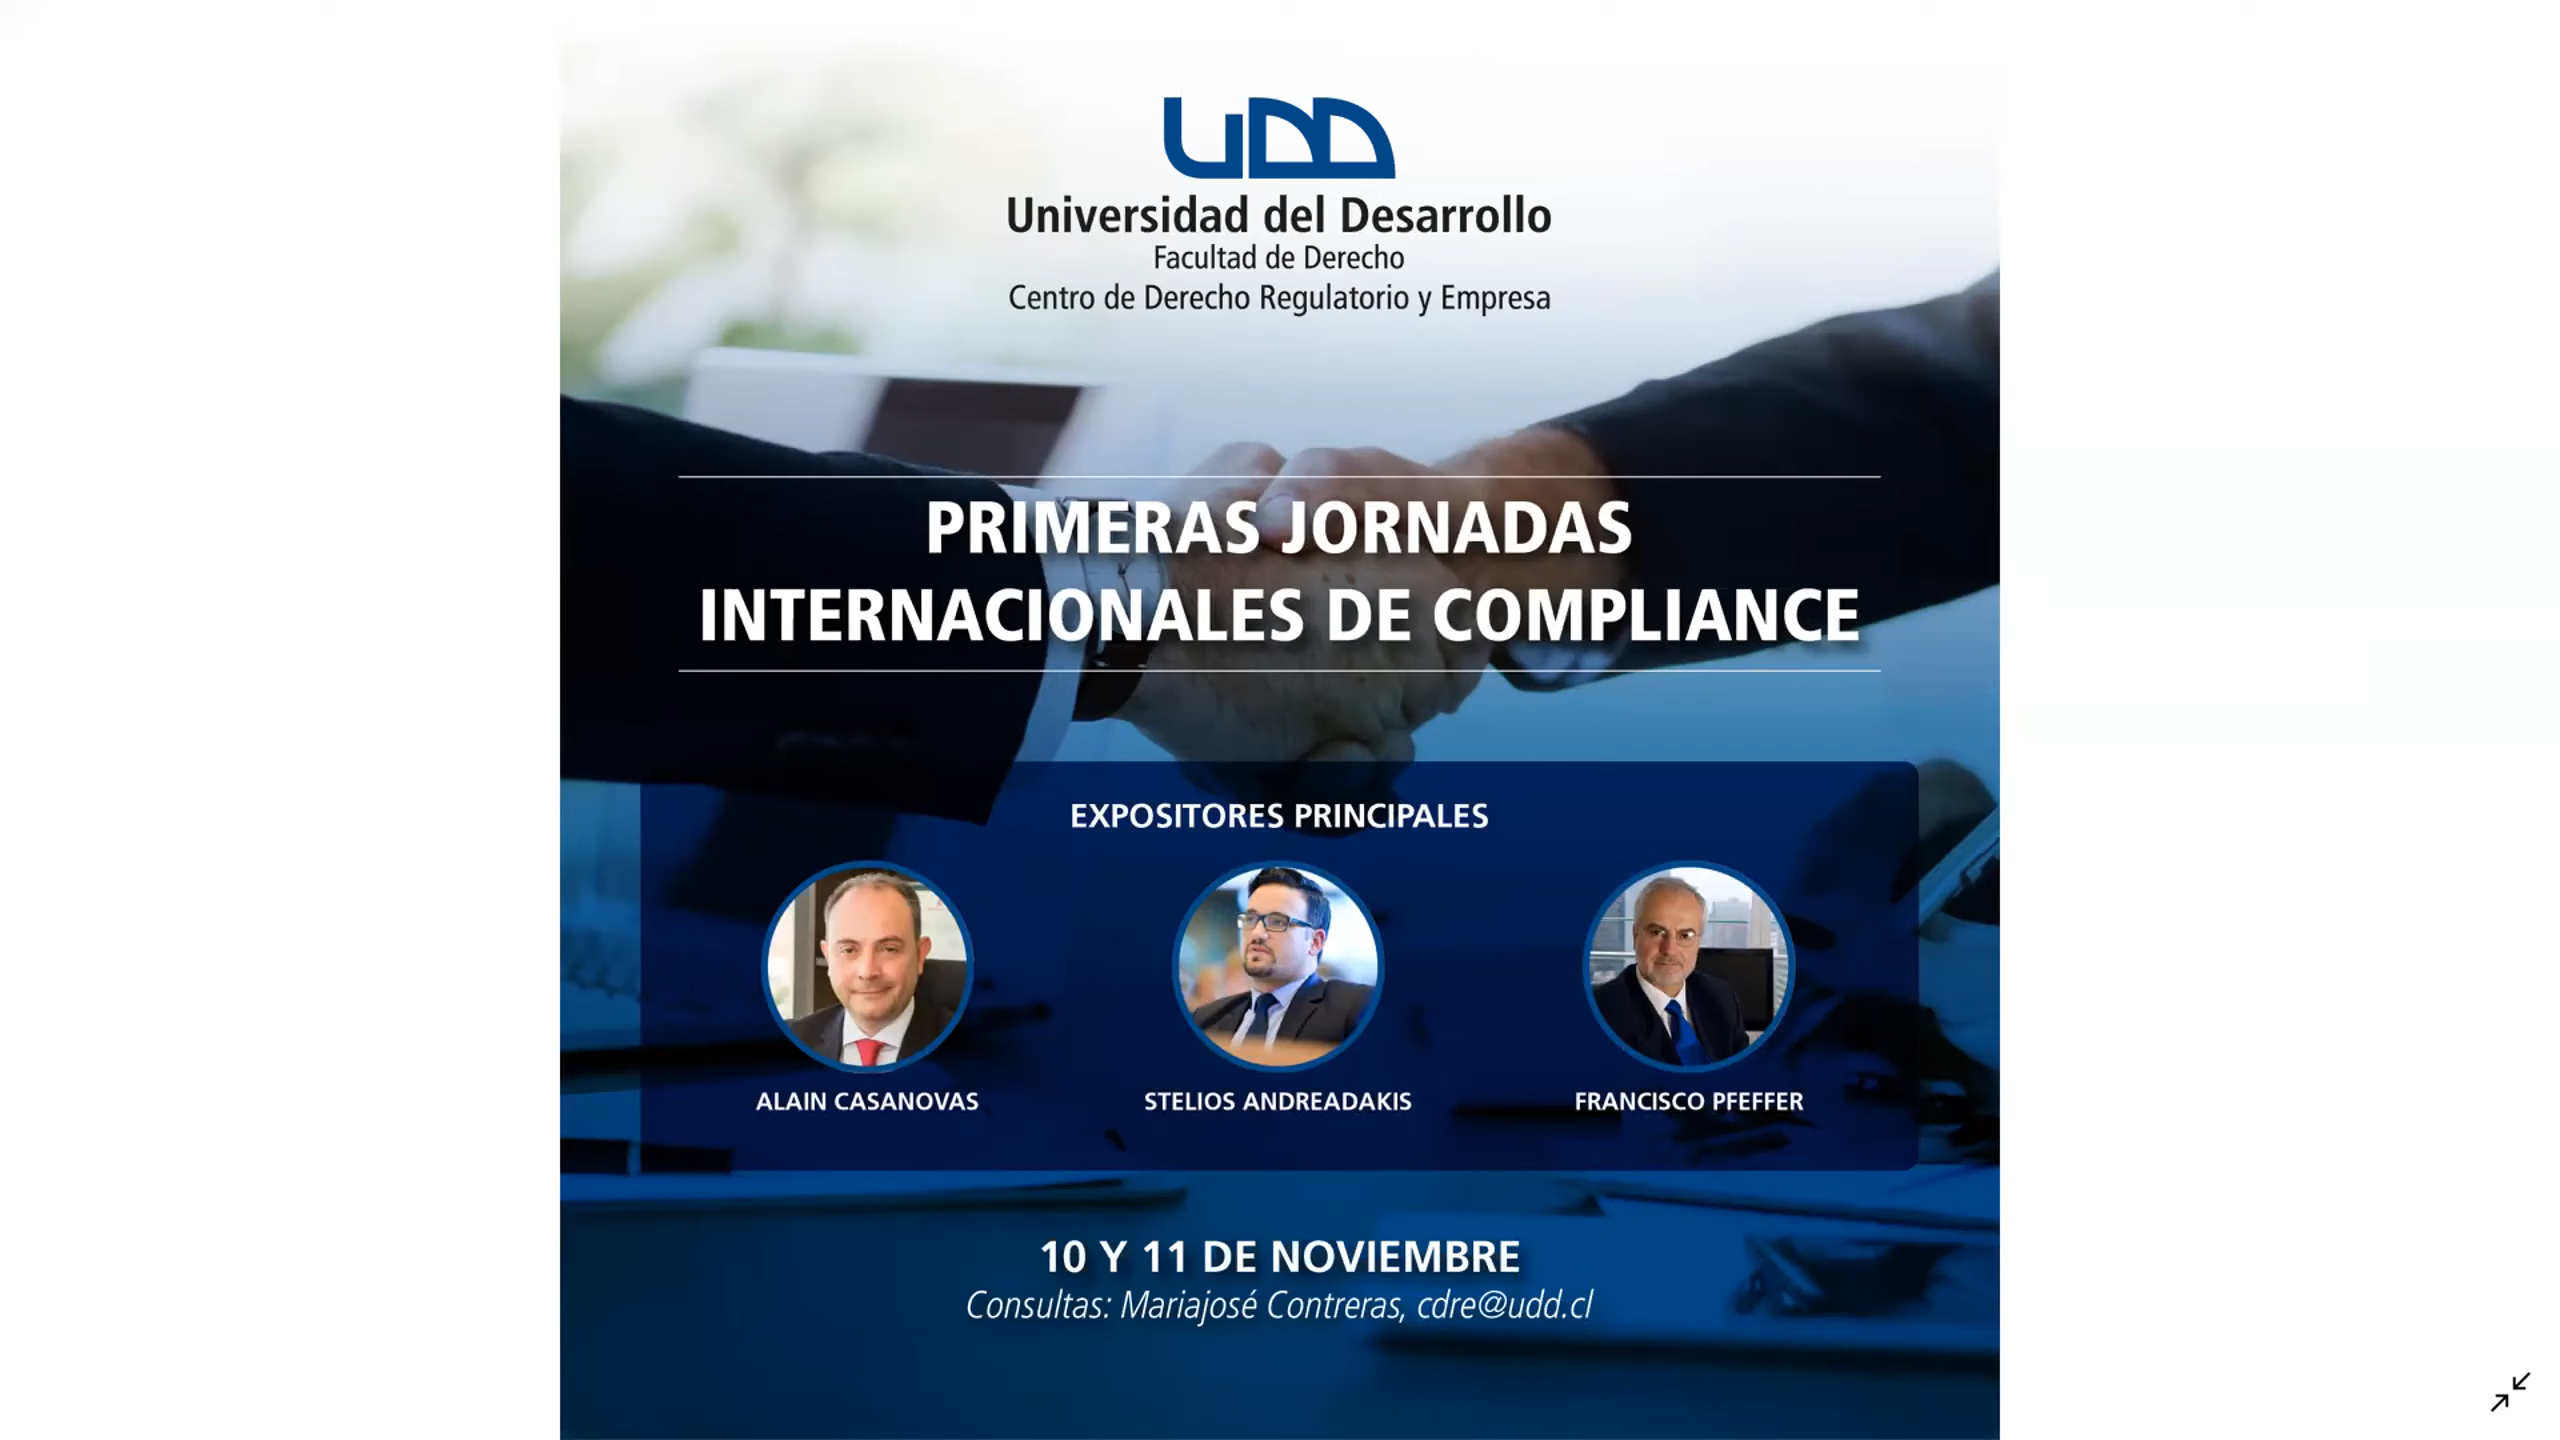 UDD
Universidad del Desarrollo
Facultad de Derecho
Centro de Derecho Regulatorio y Empresa
PRIMERAS JORNADAS
INTERNACIONALES DE COMPLIANCE
EXPOSITORES PRINCIPALES
ALAIN CASANOVAS
STELIOS ANDREADAKIS
FRANCISCO PFEFFER
10 Y 11 DE NOVIEMBRE
Consultas: Mariajosé Contreras, cdre@udd.cl